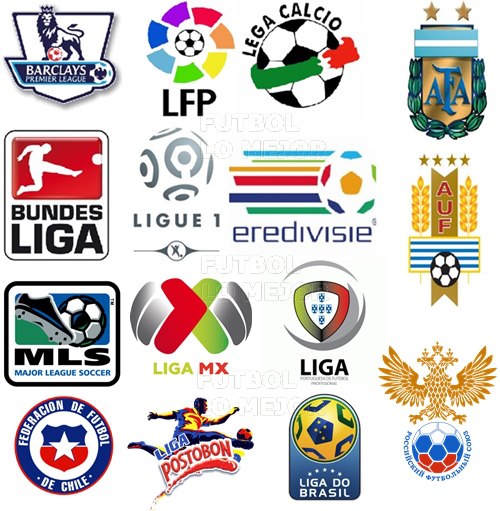 BARCLAYS
PREMIER LEAGUE
LFP
LEGA CALCIO
AFA
FUTBOL
LO MEJOR
BUNDES
LIGA
LIGUE 1
eredivisie
AUF
FUTBOL
LO MEJOR
MLS
MAJOR LEAGUE SOCCER
TM
LIGA MX
LIGA
PORTUGUESA DE FUTEBOL
PROFISSIONAL
FUTBOL
LO MEJOR
FEDERACION DE FUTBOL
DE CHILE
LIGA
POSTOBON
LIGA DO
BRASIL
РОССИЙСКИЙ ФУТБОЛЬНЫЙ СОЮЗ